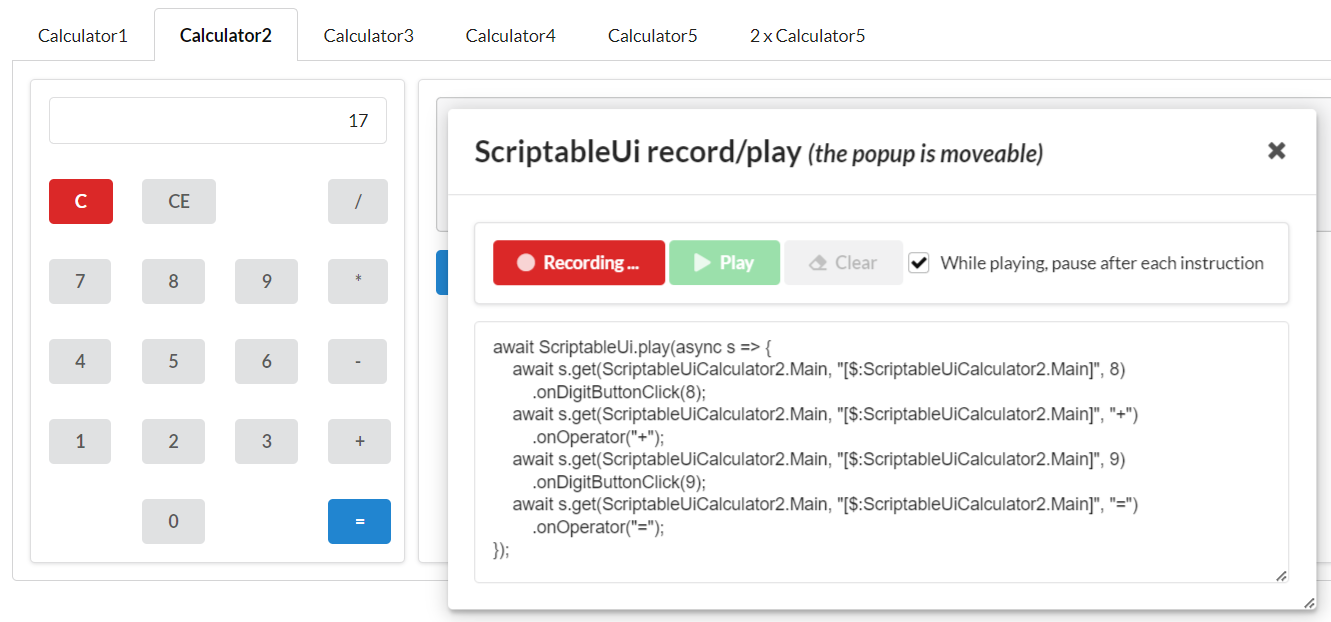 Calculator1 Calculator2 Calculator3 Calculator4 Calculator5 2 x Calculator5
17
C CE /
7 8 9 *
4 5 6 -
1 2 3 +
0 =
ScriptableUi record/play (the popup is moveable)
Recording ... Play Clear While playing, pause after each instruction
await ScriptableUi.play(async s => {
    await s.get(ScriptableUiCalculator2.Main, "[$:ScriptableUiCalculator2.Main]", 8)
        .onDigitButtonClick(8);
    await s.get(ScriptableUiCalculator2.Main, "[$:ScriptableUiCalculator2.Main]", "+")
        .onOperator("+");
    await s.get(ScriptableUiCalculator2.Main, "[$:ScriptableUiCalculator2.Main]", 9)
        .onDigitButtonClick(9);
    await s.get(ScriptableUiCalculator2.Main, "[$:ScriptableUiCalculator2.Main]", "=")
        .onOperator("=");
});